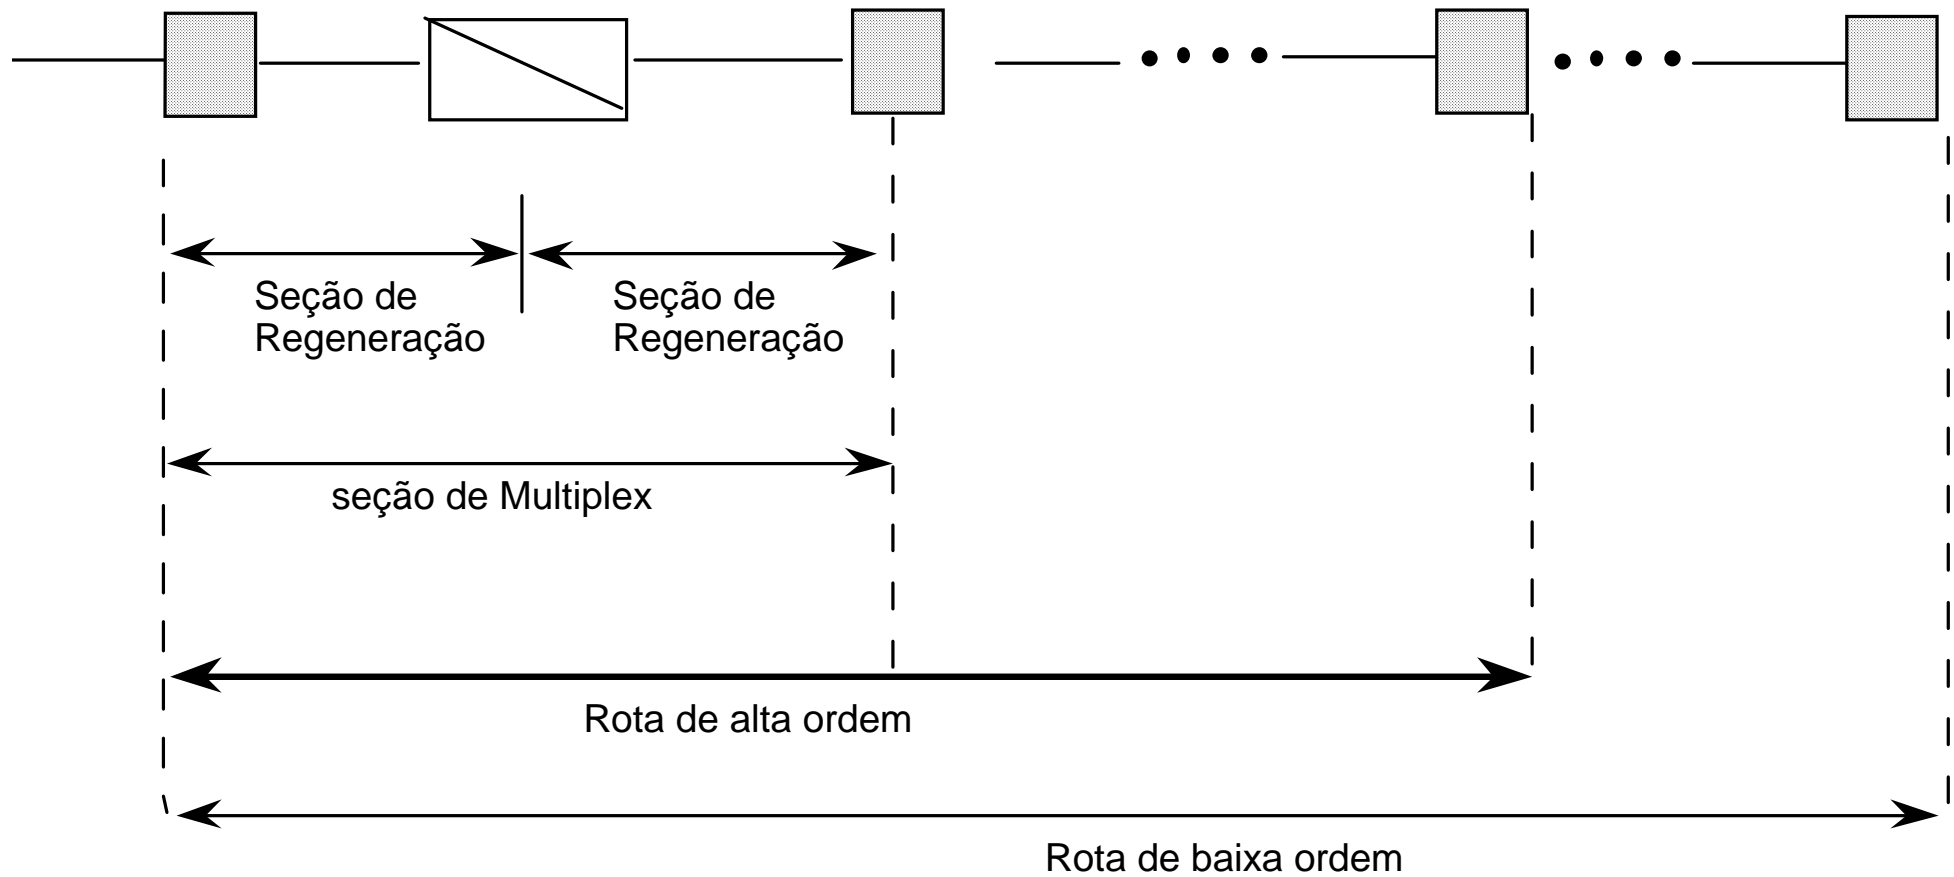 Seção de
Regeneração
Seção de
Regeneração
seção de Multiplex
Rota de alta ordem
Rota de baixa ordem